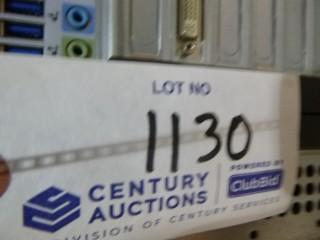 LOT NO
1130
CENTURY
AUCTIONS
POWERED BY
ClubBid
DIVISION OF CENTURY SERVICES